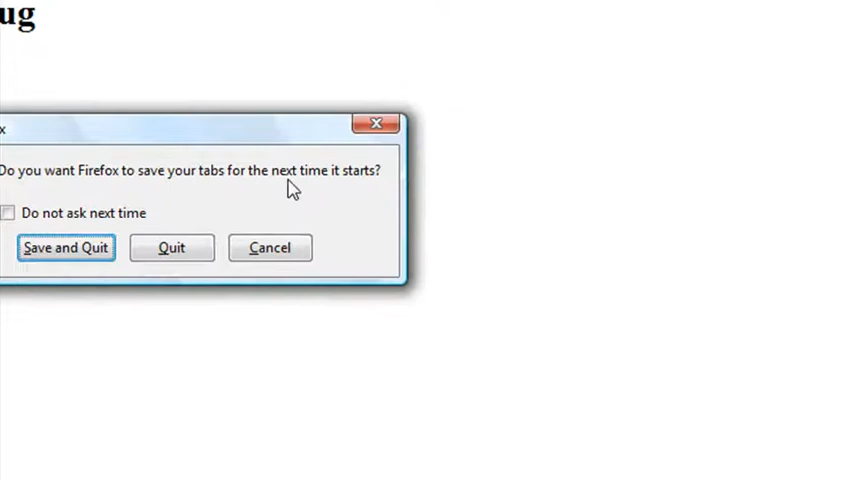 ug
x
Do you want Firefox to save your tabs for the next time it starts?
Do not ask next time
Save and Quit
Quit
Cancel